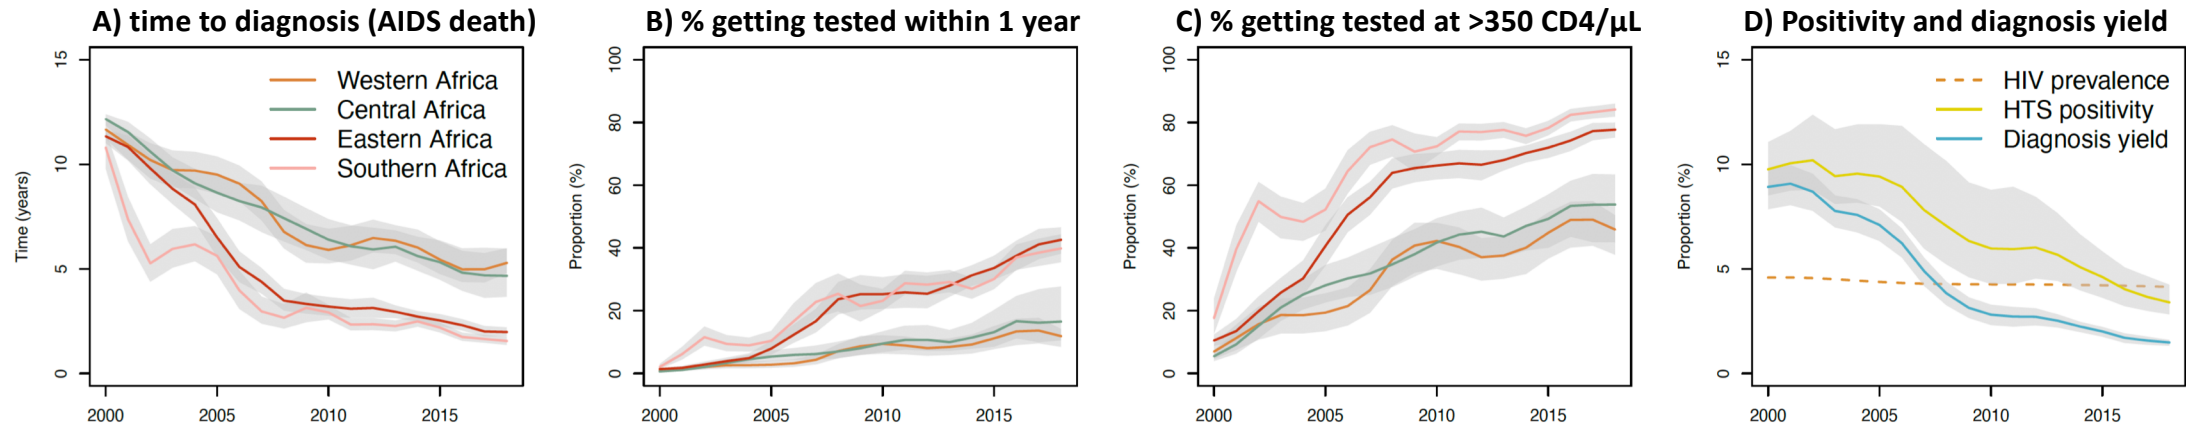 A) time to diagnosis (AIDS death)
Time (years)
15
10
5
0
Western Africa
Central Africa
Eastern Africa
Southern Africa
2000 2005 2010 2015
B) % getting tested within 1 year
Proportion (%)
100
80
60
40
20
0
2000 2005 2010 2015
C) % getting tested at >350 CD4/µL
Proportion (%)
100
80
60
40
20
0
2000 2005 2010 2015
D) Positivity and diagnosis yield
Proportion (%)
15
10
5
0
HIV prevalence
HTS positivity
Diagnosis yield
2000 2005 2010 2015